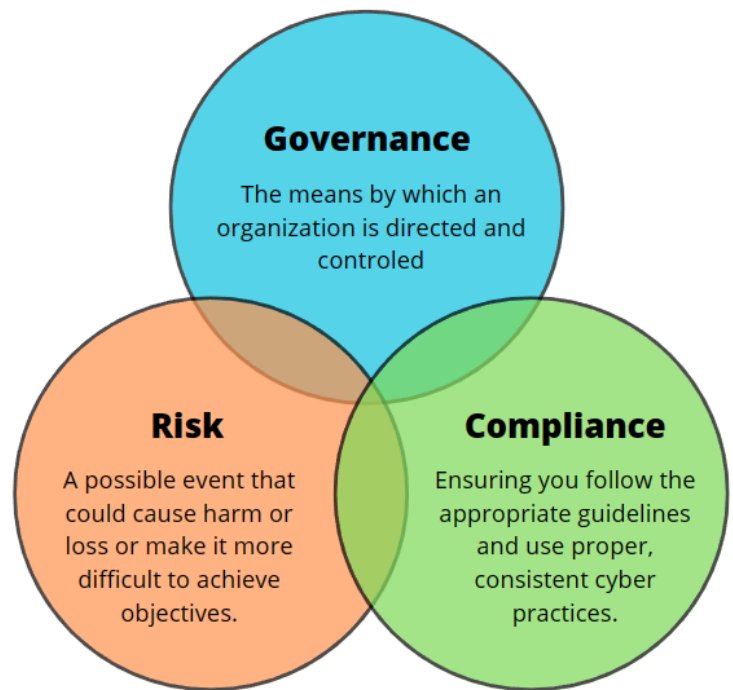 Governance
The means by which an
organization is directed and
controled
Risk
A possible event that
could cause harm or
loss or make it more
difficult to achieve
objectives.
Compliance
Ensuring you follow the
appropriate guidelines
and use proper,
consistent cyber
practices.